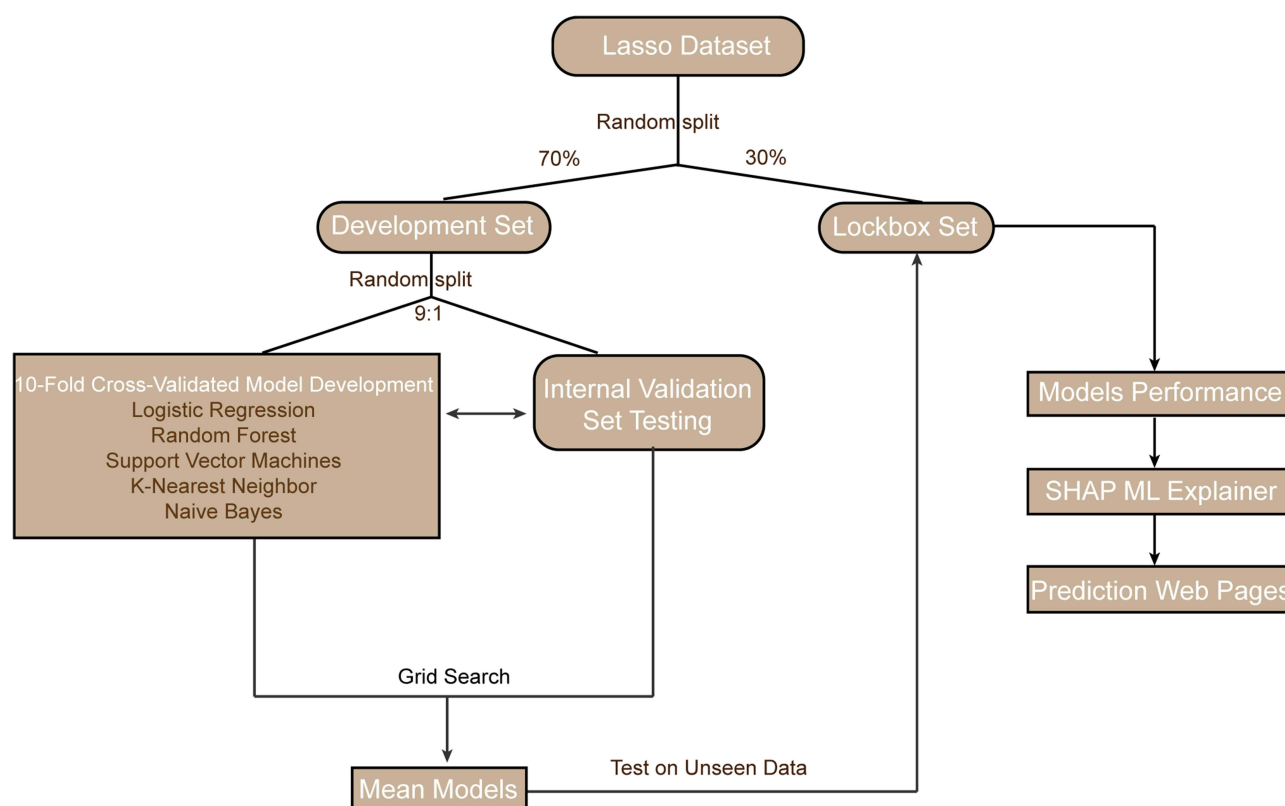 Lasso Dataset
Random split
70%
30%
Development Set
Lockbox Set
Random split
9:1
10-Fold Cross-Validated Model Development
Logistic Regression
Random Forest
Support Vector Machines
K-Nearest Neighbor
Naive Bayes
Internal Validation
Set Testing
Models Performance
SHAP ML Explainer
Prediction Web Pages
Grid Search
Mean Models
Test on Unseen Data